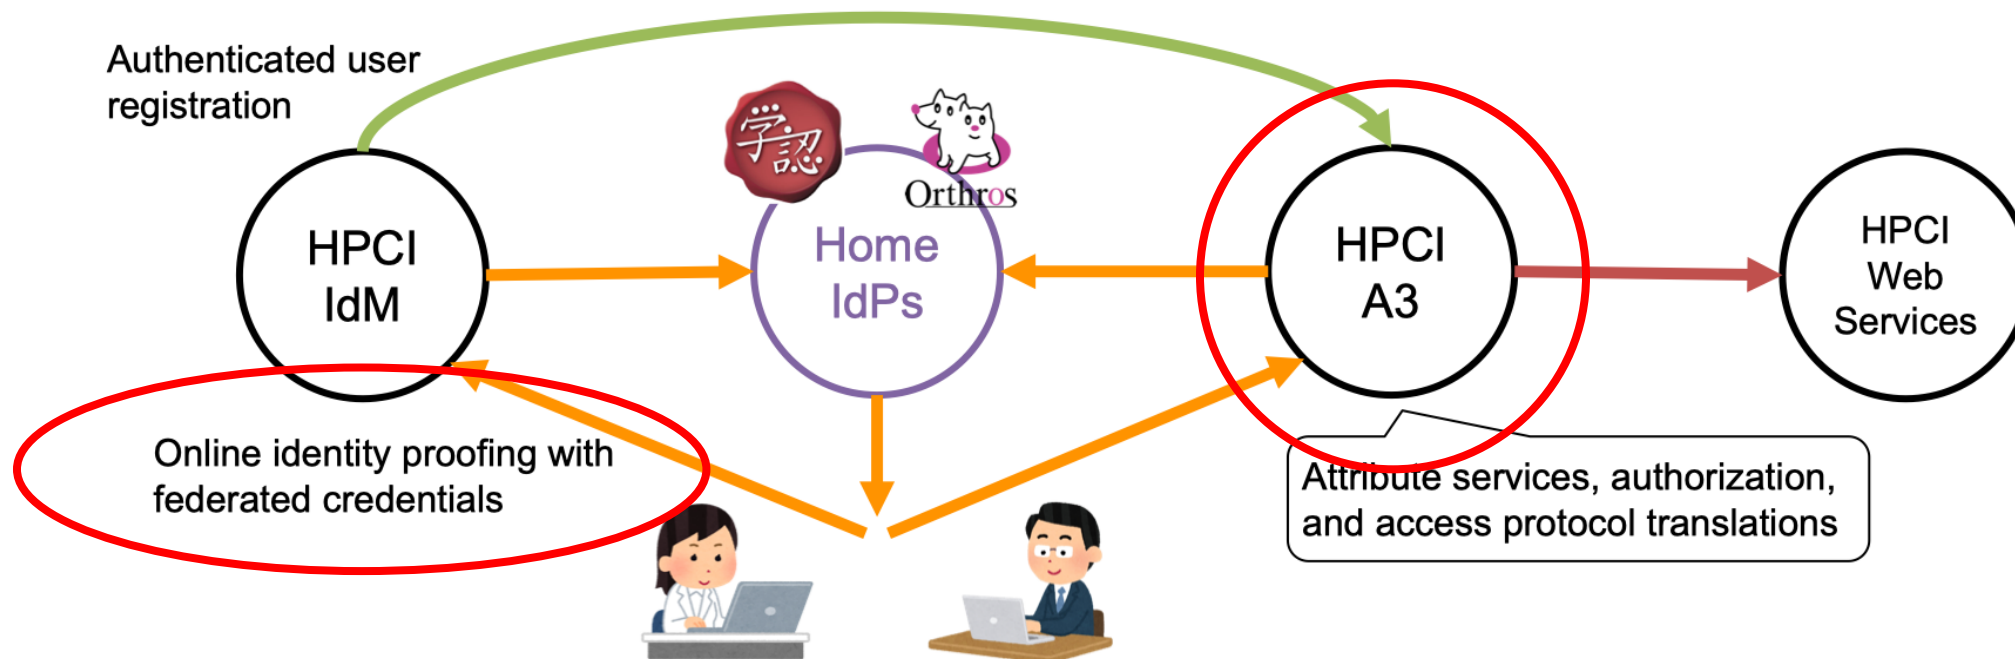 Authenticated user
registration
学認
Orthros
HPCI
IdM
Home
IdPs
HPCI
A3
HPCI
Web
Services
Online identity proofing with
federated credentials
Attribute services, authorization,
and access protocol translations